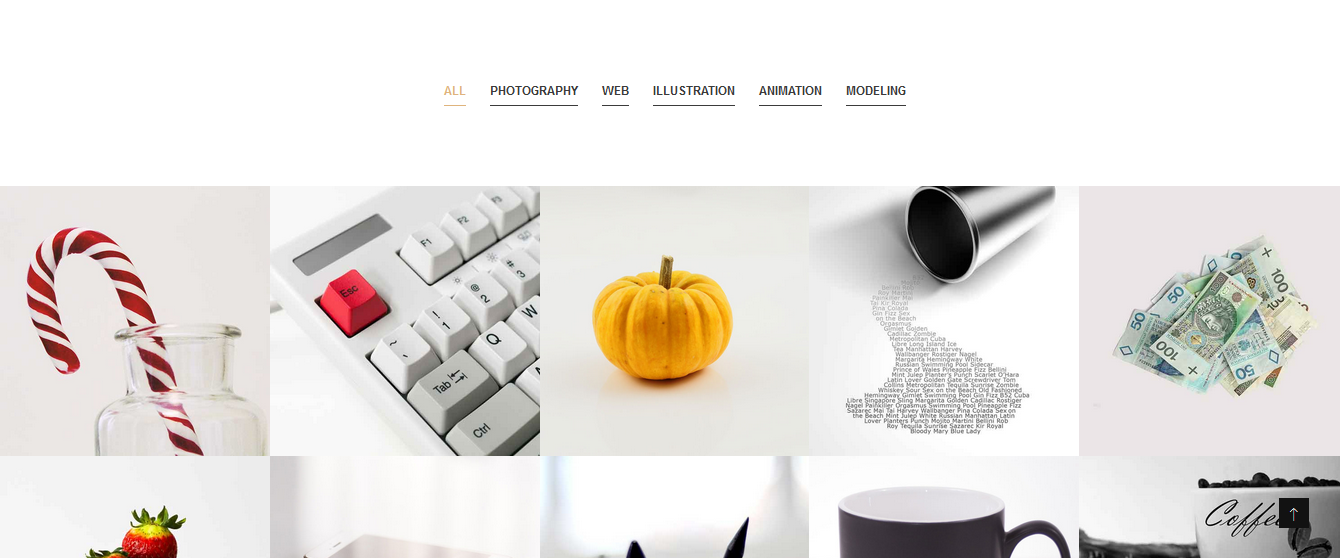 ALL PHOTOGRAPHY WEB ILLUSTRATION ANIMATION MODELING
F1
F2
Esc
@
2
!
1
W
Q
~
Tab
Ctrl
50
100
100
50
50
Bellini Rob
Roy Martini
Painkiller Mai
Tai Kir Royal
Pina Colada
Gin Fizz Sex
on the Beach
Orgasmus
Gimlet Golden
Cadillac Zombie
Metropolitan Cuba
Libre Long Island Ice
Tea Manhattan Harvey
Wallbanger Rostiger Nagel
Margarita Hemingway White
Russian Swimming Pool Sidecar
Prince of Wales Pineapple Fizz Bellini
Mint Julep Planter's Punch Scarlet O'Hara
Latin Lover Golden Gate Screwdriver Tom
Collins Metropolitan Tequila Sunrise Zombie
Whiskey Sour Sex on the Beach Old Fashioned
Hemingway Gimlet Swimming Pool Gin Fizz B52 Cuba
Libre Singapore Sling Margarita Golden Cadillac Rostiger
Nagel Painkiller Orgasmus Swimming Pool Pineapple Fizz
Sazarec Mai Tai Harvey Wallbanger Pina Colada Sex on
the Beach Mint Julep White Russian Manhattan Latin
Lover Planters Punch Mojito Martini Bellini Rob
Roy Tequila Sunrise Sazarec Kir Royal
Bloody Mary Blue Lady
Coffee